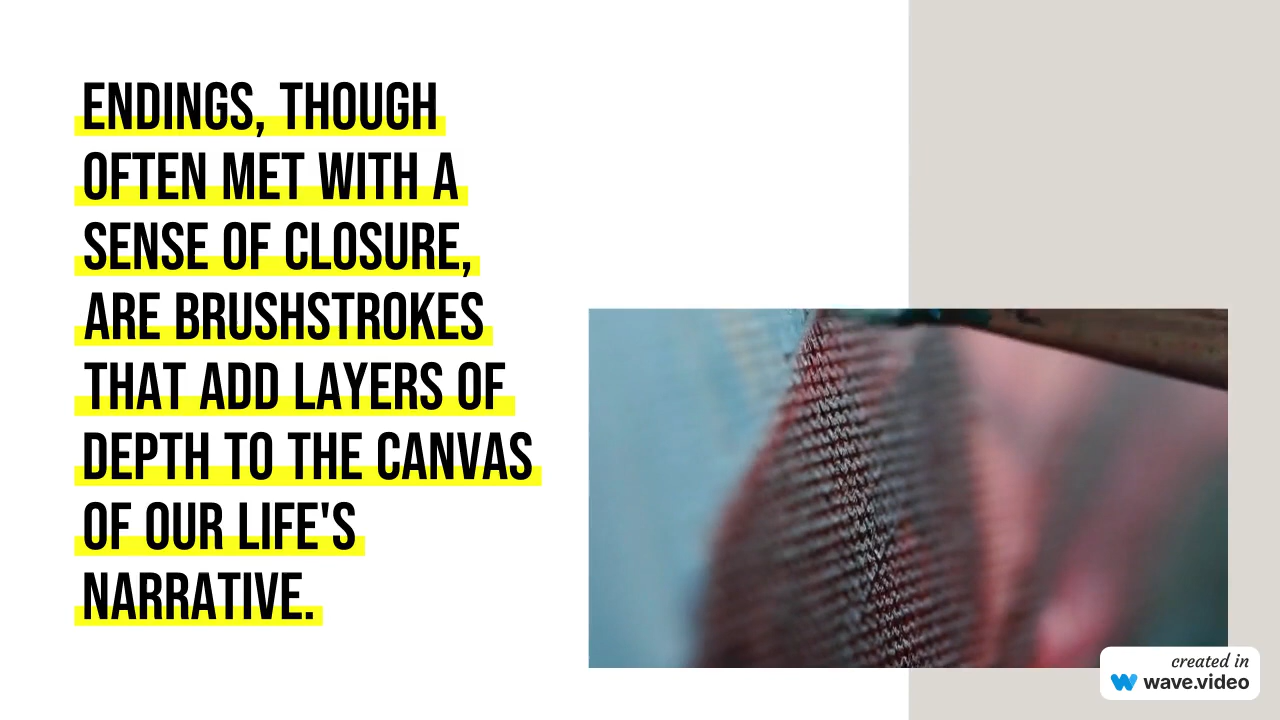 ENDINGS, THOUGH
OFTEN MET WITH A
SENSE OF CLOSURE,
ARE BRUSHSTROKES
THAT ADD LAYERS OF
DEPTH TO THE CANVAS
OF OUR LIFE'S
NARRATIVE.
created in
wave.video